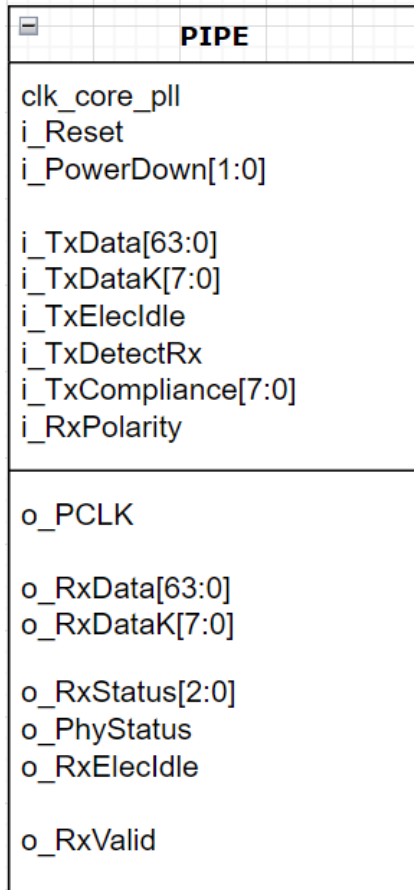 PIPE
clk_core_pll
i_Reset
i_PowerDown[1:0]
i_TxData[63:0]
i_TxDataK[7:0]
i_TxElecIdle
i_TxDetectRx
i_TxCompliance[7:0]
i_RxPolarity
o_PCLK
o_RxData[63:0]
o_RxDataK[7:0]
o_RxStatus[2:0]
o_PhyStatus
o_RxElecIdle
o_RxValid